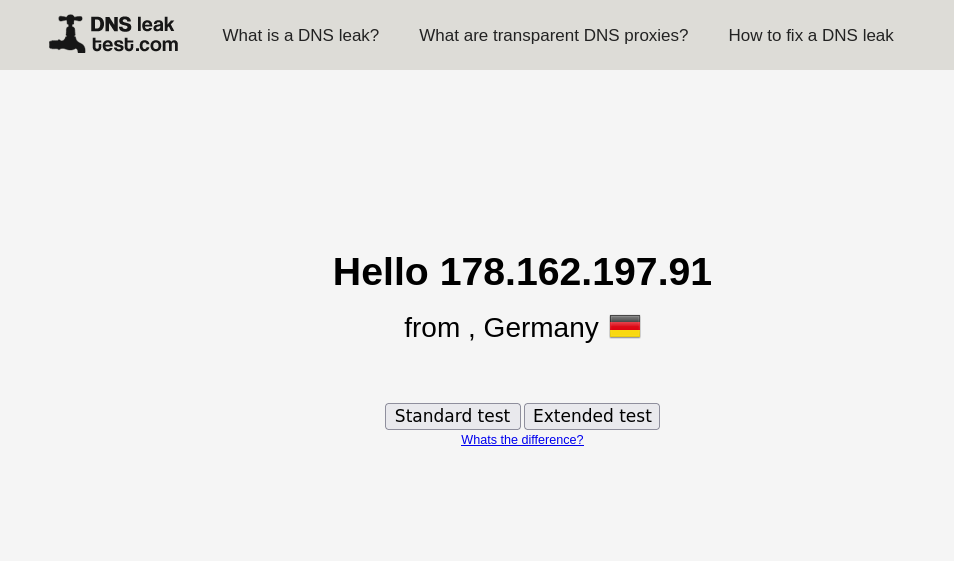 DNS leak
test.com
What is a DNS leak?
What are transparent DNS proxies?
How to fix a DNS leak
Hello 178.162.197.91
from , Germany
Standard test
Extended test
Whats the difference?